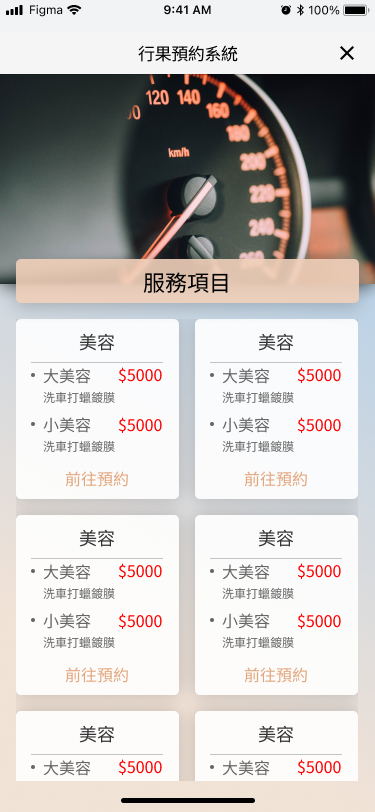 Figma 9:41 AM 100%
行果預約系統
120 140
160
180
km/h
200
220
240
服務項目
美容 美容
• 大美容 $5000 • 大美容 $5000
洗車打蠟鍍膜 洗車打蠟鍍膜
• 小美容 $5000 • 小美容 $5000
洗車打蠟鍍膜 洗車打蠟鍍膜
前往預約 前往預約
美容 美容
• 大美容 $5000 • 大美容 $5000
洗車打蠟鍍膜 洗車打蠟鍍膜
• 小美容 $5000 • 小美容 $5000
洗車打蠟鍍膜 洗車打蠟鍍膜
前往預約 前往預約
美容 美容
• 大美容 $5000 • 大美容 $5000